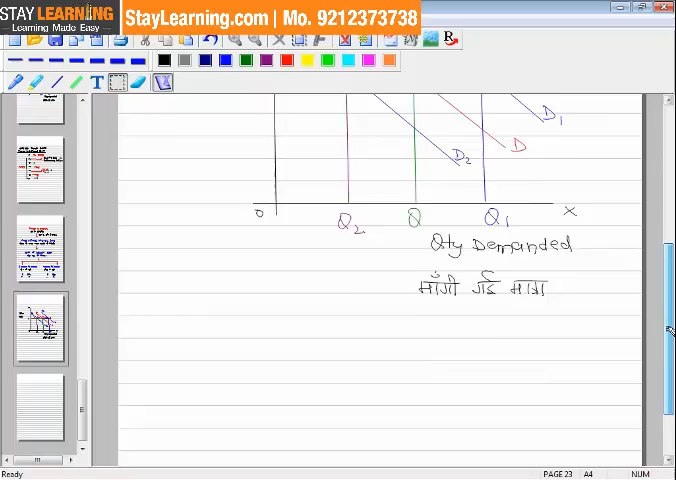 STAY LEARNING
Learning Made Easy
StayLearning.com | Mo. 9212373738
D1
D
D2
O
Q2
Q
Q1
X
Qty Demanded
मांगी गई मात्रा
Ready
PAGE 23
A4
NUM